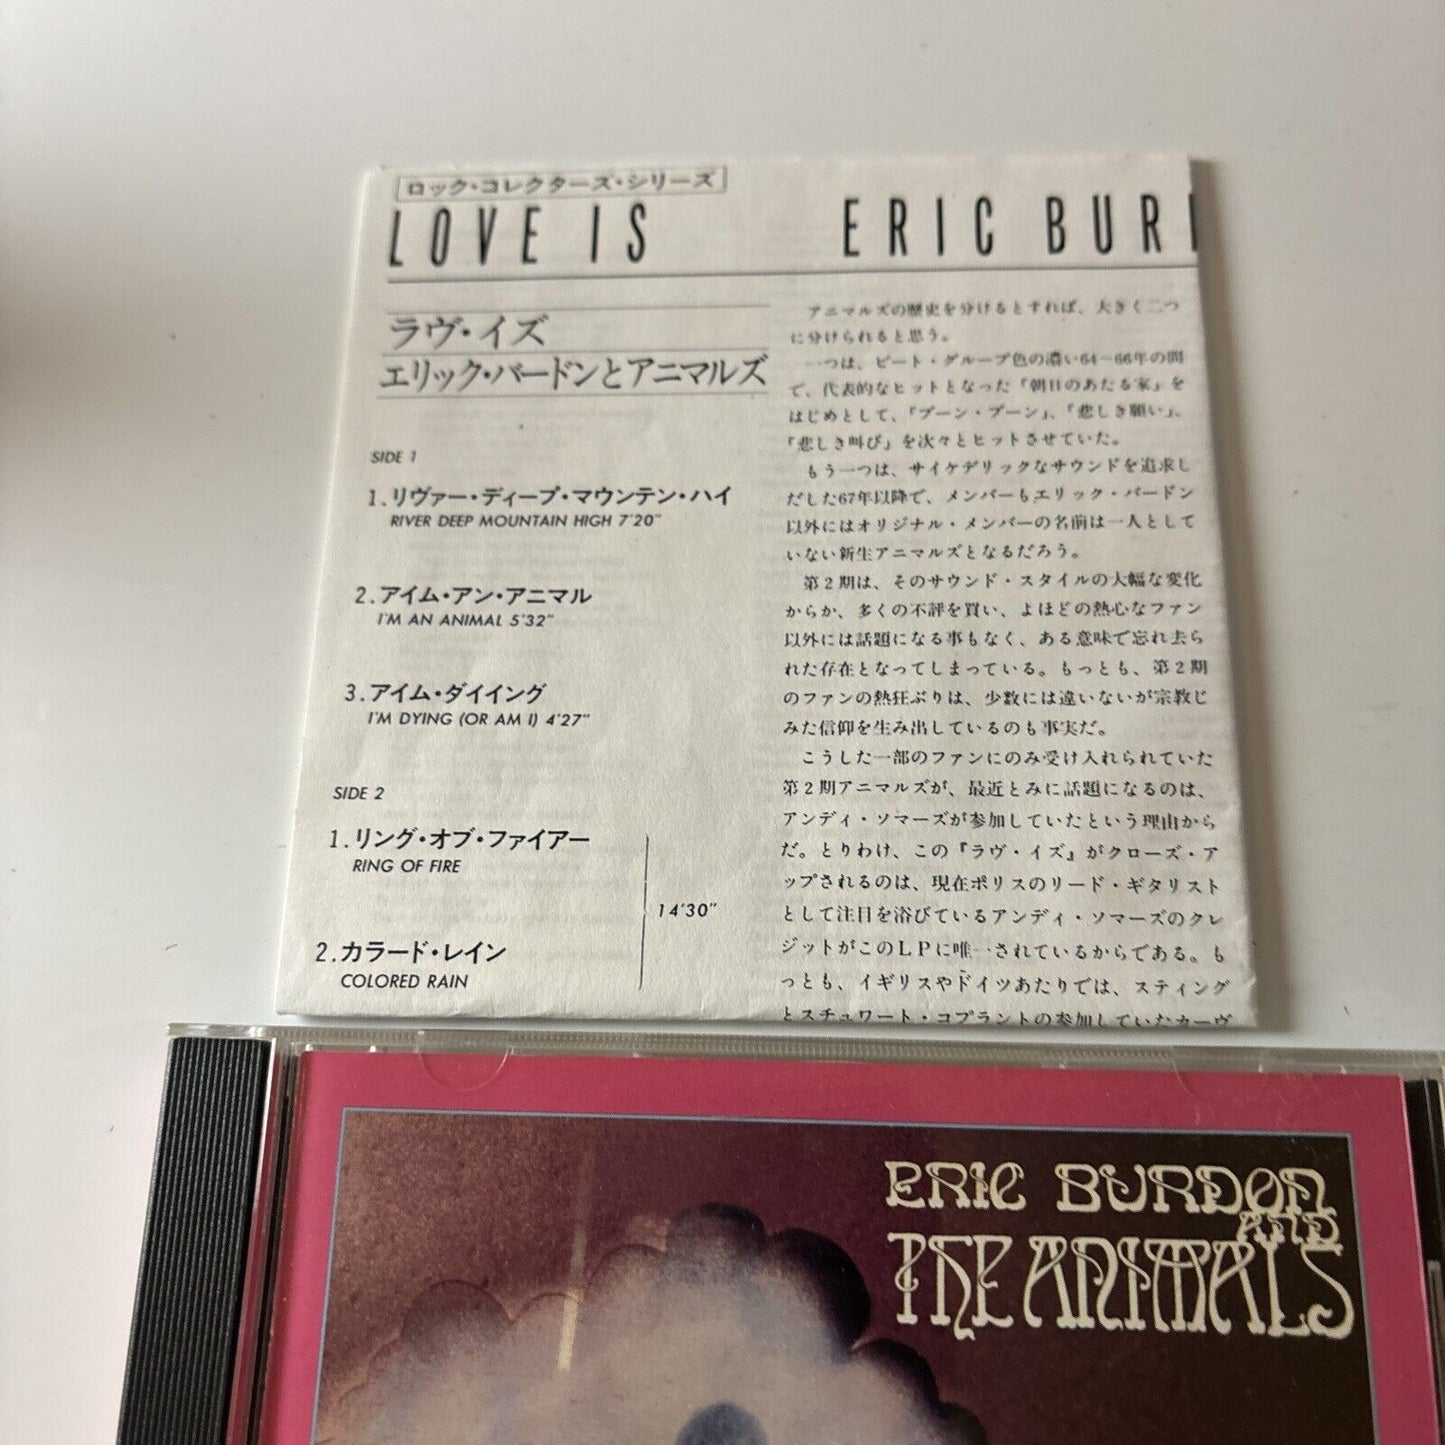 ロック・コレクターズ・シリーズ
LOVE IS
ERIC BUR
ラヴ・イズ
エリック・バードンとアニマルズ
SIDE 1
1.リヴァー・ディープ・マウンテン・ハイ
RIVER DEEP MOUNTAIN HIGH 7'20"
2.アイム・アン・アニマル
I'M AN ANIMAL 5'32"
3.アイム・ダイイング
I'M DYING (OR AM I) 4'27"
SIDE 2
1.リング・オブ・ファイアー
RING OF FIRE
14'30"
2.カラード・レイン
COLORED RAIN
アニマルズの歴史を分けるとすれば、大きく二つ
に分けられると思う。
一つは、ビート・グループ色の濃い64〜66年の間
で、代表的なヒットとなった「朝日のあたる家」を
はじめとして、「ブーン・ブーン」、「悲しき願い」、
「悲しき叫び」を次々とヒットさせていた。
もう一つは、サイケデリックなサウンドを追求し
だした67年以降で、メンバーもエリック・バードン
以外にはオリジナル・メンバーの名前は一人として
いない新生アニマルズとなるだろう。
第2期は、そのサウンド・スタイルの大幅な変化
からか、多くの不評を買い、よほどの熱心なファン
以外には話題になる事もなく、ある意味で忘れ去ら
れた存在となってしまっている。もっとも、第2期
のファンの熱狂ぶりは、少数には違いないが宗教じ
みた信仰を生み出しているのも事実だ。
こうした一部のファンにのみ受け入れられていた
第2期アニマルズが、最近とみに話題になるのは、
アンディ・ソマーズが参加していたという理由から
だ。とりわけ、この『ラヴ・イズ』がクローズ・ア
ップされるのは、現在ポリスのリード・ギタリスト
として注目を浴びているアンディ・ソマーズのクレ
ジットがこのLPに唯一されているからである。も
っとも、イギリスやドイツあたりでは、スティング
とスチュワート・コプラントの参加していたカーヴ
ERIC BURDON
AND
THE ANIMALS